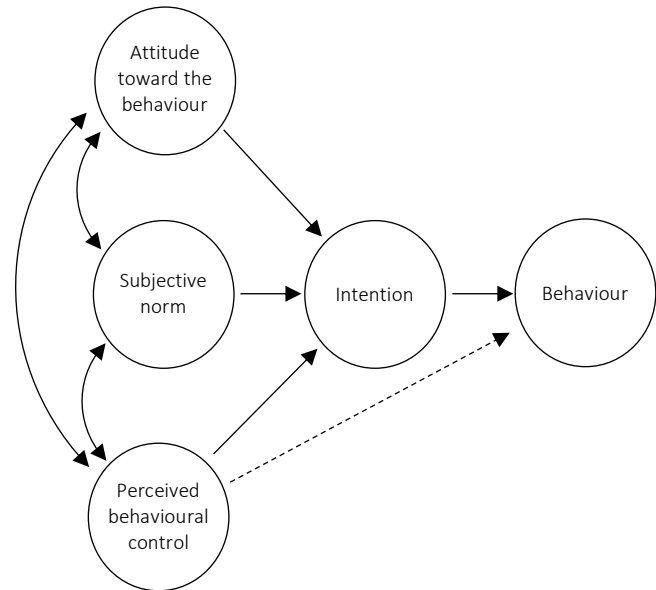 Attitude
toward the
behaviour
Subjective
norm
Intention
Behaviour
Perceived
behavioural
control